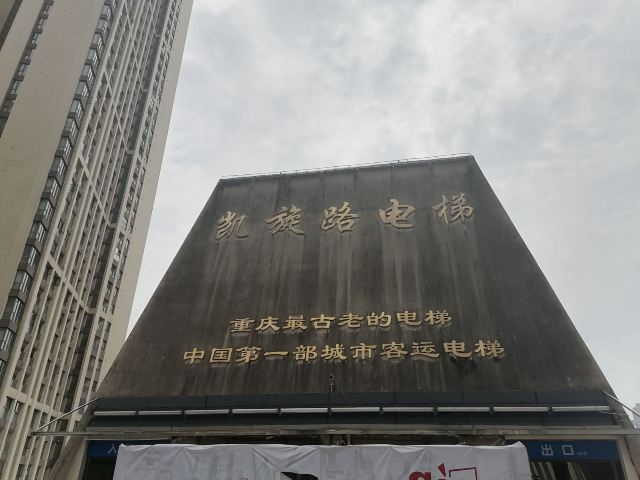 凯旋路电梯
重庆最古老的电梯
中国第一部城市客运电梯
出口